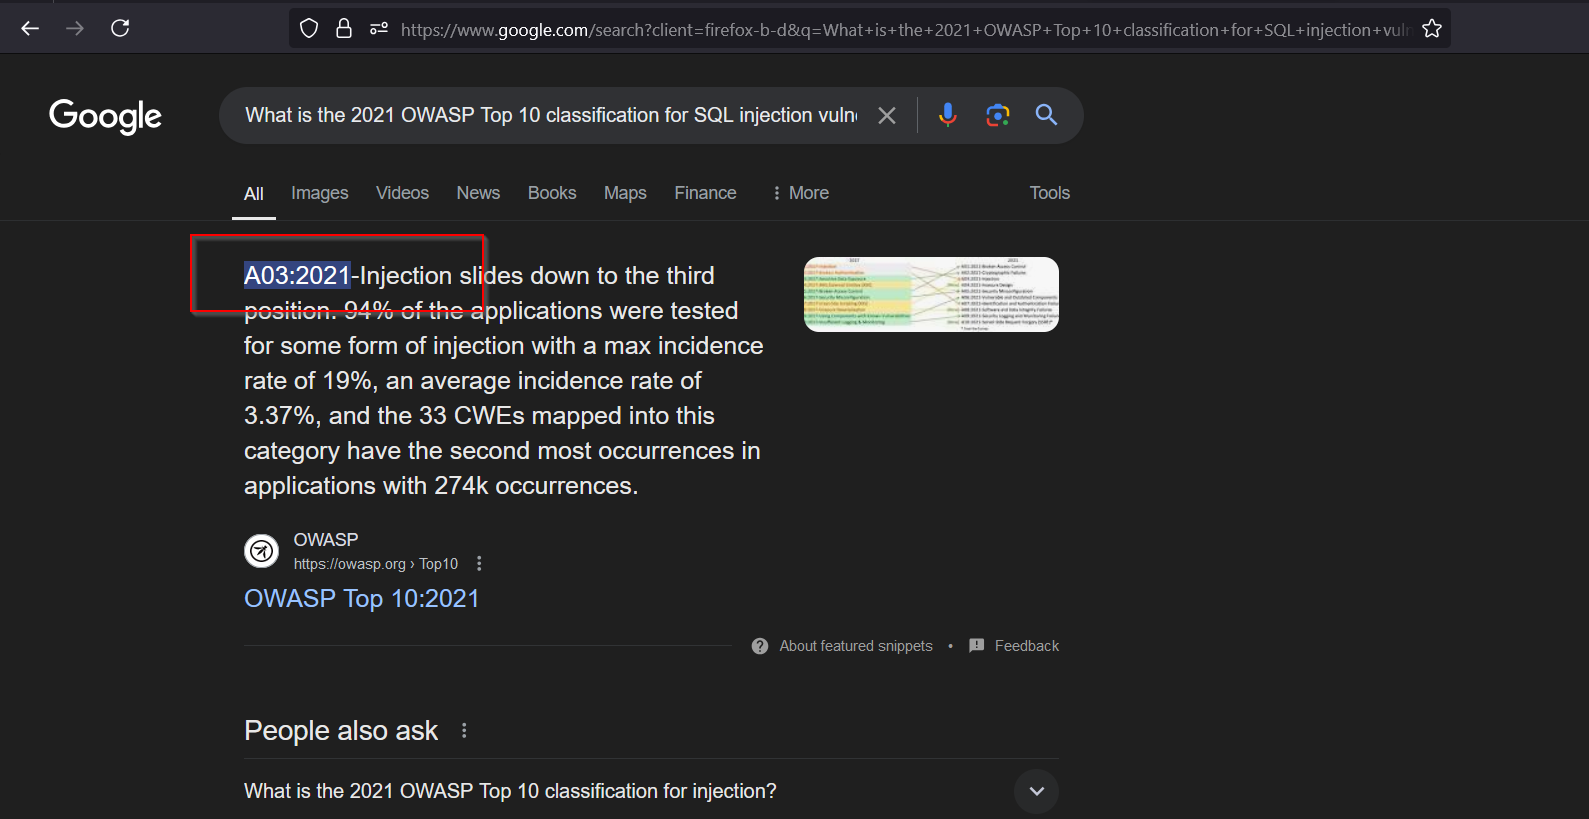 https://www.google.com/search?client=firefox-b-d&q=What+is+the+2021+OWASP+Top+10+classification+for+SQL+injection+vuln
Google
What is the 2021 OWASP Top 10 classification for SQL injection vuln
All Images Videos News Books Maps Finance More Tools
A03:2021-Injection slides down to the third
position. 94% of the applications were tested
for some form of injection with a max incidence
rate of 19%, an average incidence rate of
3.37%, and the 33 CWEs mapped into this
category have the second most occurrences in
applications with 274k occurrences.
OWASP
https://owasp.org › Top10
OWASP Top 10:2021
About featured snippets • Feedback
People also ask
What is the 2021 OWASP Top 10 classification for injection?